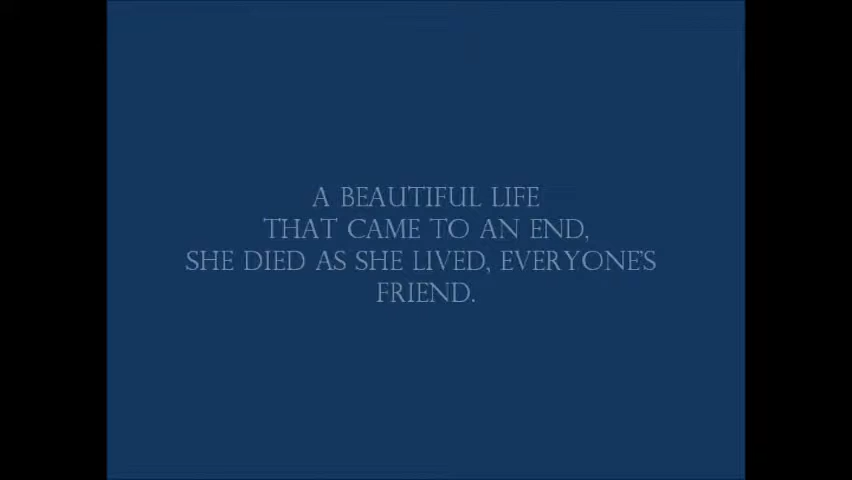 A BEAUTIFUL LIFE
THAT CAME TO AN END,
SHE DIED AS SHE LIVED, EVERYONE'S
FRIEND.